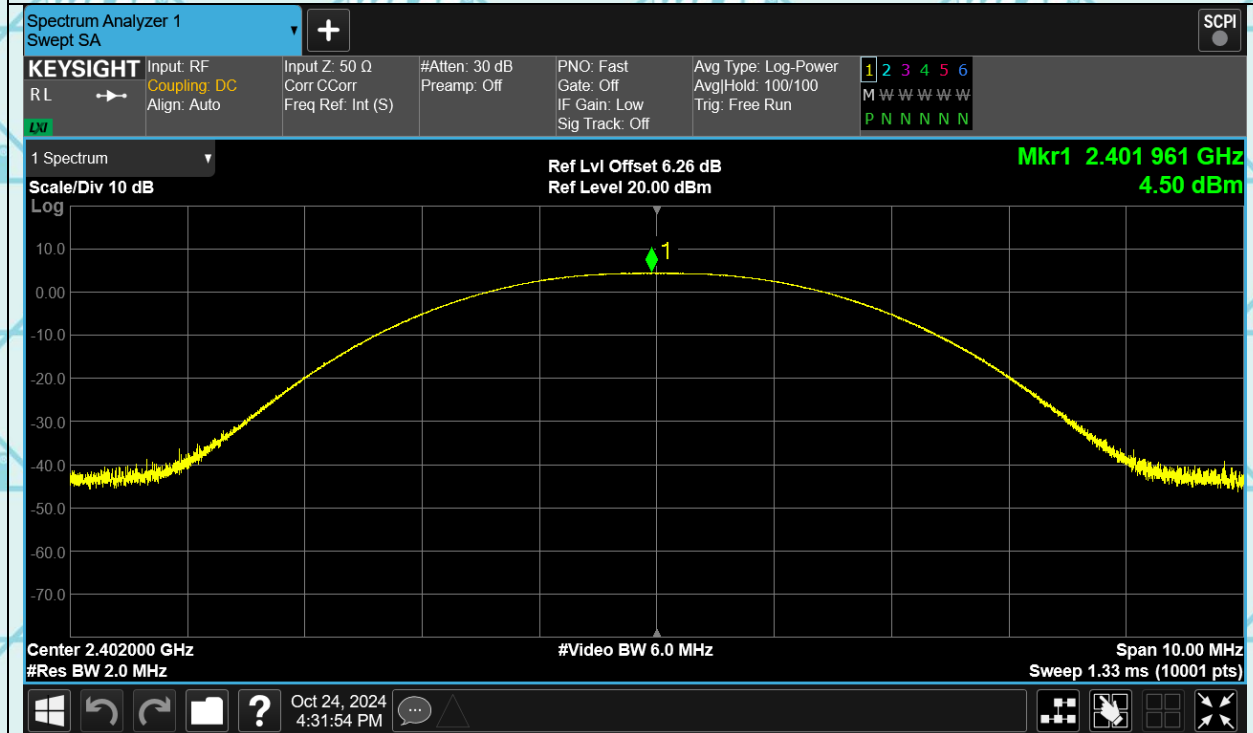 Spectrum Analyzer 1
Swept SA
+
SCPI
KEYSIGHT
R L
LXI
Input: RF
Coupling: DC
Align: Auto
Input Z: 50 Ω
Corr CCorr
Freq Ref: Int (S)
#Atten: 30 dB
Preamp: Off
PNO: Fast
Gate: Off
IF Gain: Low
Sig Track: Off
Avg Type: Log-Power
Avg|Hold: 100/100
Trig: Free Run
1 2 3 4 5 6
M W W W W W
P N N N N N
1 Spectrum
Scale/Div 10 dB
Log
Ref Lvl Offset 6.26 dB
Ref Level 20.00 dBm
Mkr1 2.401 961 GHz
4.50 dBm
1
10.0
0.00
-10.0
-20.0
-30.0
-40.0
-50.0
-60.0
-70.0
Center 2.402000 GHz
#Video BW 6.0 MHz
Span 10.00 MHz
#Res BW 2.0 MHz
Sweep 1.33 ms (10001 pts)
?
Oct 24, 2024
4:31:54 PM